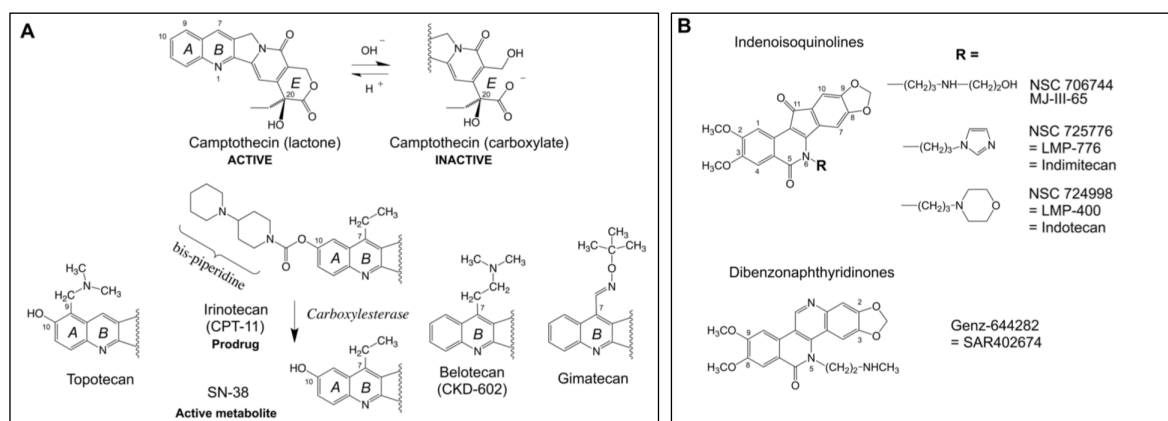 A
9
7
10
A
B
N
1
N
O
E
O
O
20
HO
OH⁻
H⁺
N
O
OH
E
O⁻
O
20
HO
Camptothecin (lactone)
ACTIVE
Camptothecin (carboxylate)
INACTIVE
N
N
O
O
10
bis-piperidine
CH₂
CH₃
7
A
B
N
Irinotecan
(CPT-11)
Prodrug
Carboxylesterase
H₃C
N
CH₃
H₂C
9
HO
10
A
B
N
Topotecan
SN-38
Active metabolite
HO
10
CH₂
CH₃
7
A
B
N
H₃C
CH₃
N
CH₂
H₂C
7
B
N
Belotecan
(CKD-602)
CH₃
H₃C
C
CH₃
O
N
7
B
N
Gimatecan
B
Indenoisoquinolines
R =
O
11
10
9
O
O
8
7
H₃CO
2
1
H₃CO
3
4
5
N
6
R
O
(CH₂)₃-NH-(CH₂)₂OH
NSC 706744
MJ-III-65
(CH₂)₃-N
N
NSC 725776
= LMP-776
= Indimitecan
(CH₂)₃-N
O
NSC 724998
= LMP-400
= Indotecan
Dibenzonaphthyridinones
N
2
O
O
3
H₃CO
9
H₃CO
8
N
5
O
(CH₂)₂-NHCH₃
Genz-644282
= SAR402674